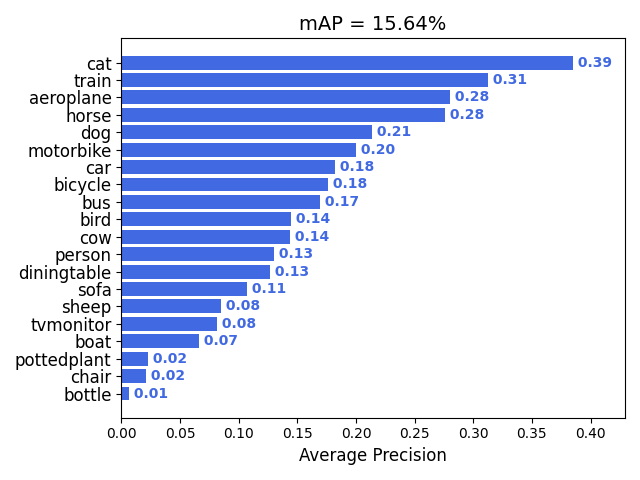 mAP = 15.64%
cat 0.39
train 0.31
aeroplane 0.28
horse 0.28
dog 0.21
motorbike 0.20
car 0.18
bicycle 0.18
bus 0.17
bird 0.14
cow 0.14
person 0.13
diningtable 0.13
sofa 0.11
sheep 0.08
tvmonitor 0.08
boat 0.07
pottedplant 0.02
chair 0.02
bottle 0.01
0.00 0.05 0.10 0.15 0.20 0.25 0.30 0.35 0.40
Average Precision